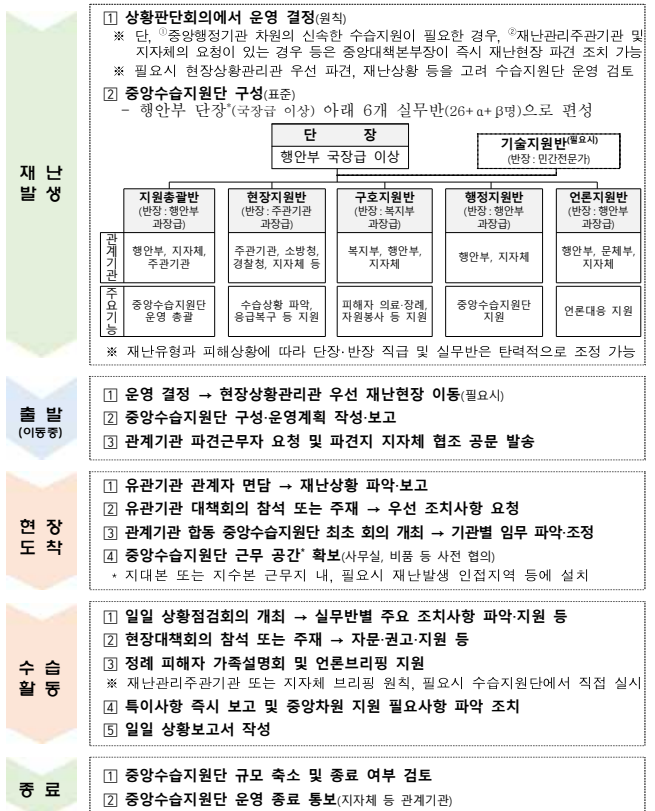 재 난
발 생
1 상황판단회의에서 운영 결정(원칙)
※ 단, ①중앙행정기관 차원의 신속한 수습지원이 필요한 경우, ②재난관리주관기관 및
지자체의 요청이 있는 경우 등은 중앙대책본부장이 즉시 재난현장 파견 조치 가능
※ 필요시 현장상황관리관 우선 파견, 재난상황 등을 고려 수습지원단 운영 검토
2 중앙수습지원단 구성(표준)
- 행안부 단장*(국장급 이상) 아래 6개 실무반(26+α+β명)으로 편성
단 장
행안부 국장급 이상
기술지원반(필요시)
(반장 : 민간전문가)
지원총괄반
(반장 : 행안부
과장급)
현장지원반
(반장 : 주관기관
과장급)
구호지원반
(반장 : 복지부
과장급)
행정지원반
(반장 : 행안부
과장급)
언론지원반
(반장 : 행안부
과장급)
관계기관
행안부, 지자체,
주관기관
주관기관, 소방청,
경찰청, 지자체 등
복지부, 행안부,
지자체
행안부, 지자체
행안부, 문체부,
지자체
주요기능
중앙수습지원단
운영 총괄
수습상황 파악,
응급복구 등 지원
피해자 의료·장례,
자원봉사 등 지원
중앙수습지원단
지원
언론대응 지원
※ 재난유형과 피해상황에 따라 단장·반장 직급 및 실무반은 탄력적으로 조정 가능
출 발
(이동중)
1 운영 결정 → 현장상황관리관 우선 재난현장 이동(필요시)
2 중앙수습지원단 구성·운영계획 작성·보고
3 관계기관 파견근무자 요청 및 파견지 지자체 협조 공문 발송
현 장
도 착
1 유관기관 관계자 면담 → 재난상황 파악·보고
2 유관기관 대책회의 참석 또는 주재 → 우선 조치사항 요청
3 관계기관 합동 중앙수습지원단 최초 회의 개최 → 기관별 임무 파악·조정
4 중앙수습지원단 근무 공간* 확보(사무실, 비품 등 사전 협의)
* 지대본 또는 지수본 근무지 내, 필요시 재난발생 인접지역 등에 설치
수 습
활 동
1 일일 상황점검회의 개최 → 실무반별 주요 조치사항 파악·지원 등
2 현장대책회의 참석 또는 주재 → 자문·권고·지원 등
3 정례 피해자 가족설명회 및 언론브리핑 지원
※ 재난관리주관기관 또는 지자체 브리핑 원칙, 필요시 수습지원단에서 직접 실시
4 특이사항 즉시 보고 및 중앙차원 지원 필요사항 파악 조치
5 일일 상황보고서 작성
종 료
1 중앙수습지원단 규모 축소 및 종료 여부 검토
2 중앙수습지원단 운영 종료 통보(지자체 등 관계기관)